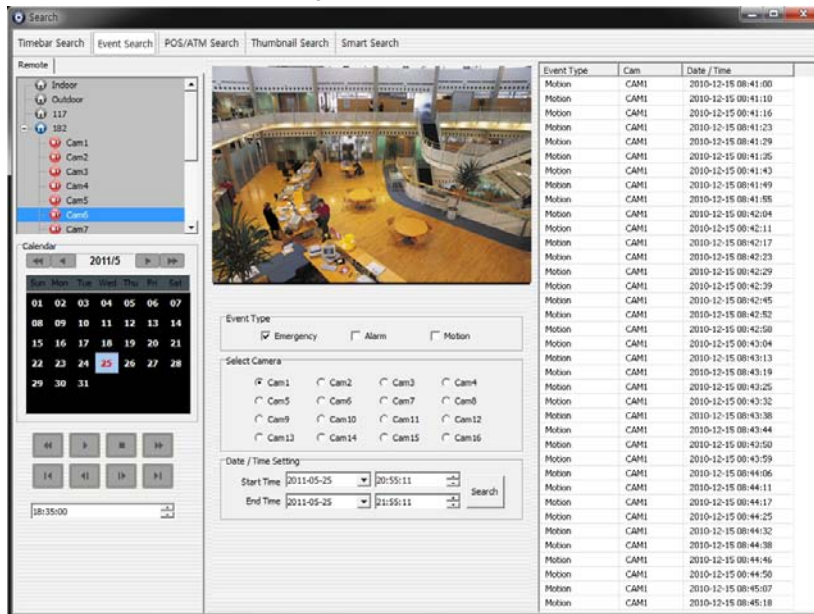 Search
Timebar Search Event Search POS/ATM Search Thumbnail Search Smart Search
Remote
Indoor
Outdoor
117
182
Cam1
Cam2
Cam3
Cam4
Cam5
Cam6
Cam7
Calendar
2011/5
Sun Mon Tue Wed Thu Fri Sat
01 02 03 04 05 06 07
08 09 10 11 12 13 14
15 16 17 18 19 20 21
22 23 24 25 26 27 28
29 30 31
18:35:00
Event Type
Emergency Alarm Motion
Select Camera
Cam1 Cam2 Cam3 Cam4
Cam5 Cam6 Cam7 Cam8
Cam9 Cam10 Cam11 Cam12
Cam13 Cam14 Cam15 Cam16
Date / Time Setting
Start Time 2011-05-25 20:55:11
End Time 2011-05-25 21:55:11
Search
Event Type Cam Date / Time
Motion CAM1 2010-12-15 08:41:00
Motion CAM1 2010-12-15 08:41:10
Motion CAM1 2010-12-15 08:41:16
Motion CAM1 2010-12-15 08:41:23
Motion CAM1 2010-12-15 08:41:29
Motion CAM1 2010-12-15 08:41:35
Motion CAM1 2010-12-15 08:41:43
Motion CAM1 2010-12-15 08:41:49
Motion CAM1 2010-12-15 08:41:55
Motion CAM1 2010-12-15 08:42:04
Motion CAM1 2010-12-15 08:42:11
Motion CAM1 2010-12-15 08:42:17
Motion CAM1 2010-12-15 08:42:23
Motion CAM1 2010-12-15 08:42:29
Motion CAM1 2010-12-15 08:42:39
Motion CAM1 2010-12-15 08:42:45
Motion CAM1 2010-12-15 08:42:52
Motion CAM1 2010-12-15 08:42:58
Motion CAM1 2010-12-15 08:43:04
Motion CAM1 2010-12-15 08:43:13
Motion CAM1 2010-12-15 08:43:19
Motion CAM1 2010-12-15 08:43:25
Motion CAM1 2010-12-15 08:43:32
Motion CAM1 2010-12-15 08:43:38
Motion CAM1 2010-12-15 08:43:44
Motion CAM1 2010-12-15 08:43:50
Motion CAM1 2010-12-15 08:43:59
Motion CAM1 2010-12-15 08:44:06
Motion CAM1 2010-12-15 08:44:11
Motion CAM1 2010-12-15 08:44:17
Motion CAM1 2010-12-15 08:44:25
Motion CAM1 2010-12-15 08:44:32
Motion CAM1 2010-12-15 08:44:38
Motion CAM1 2010-12-15 08:44:46
Motion CAM1 2010-12-15 08:44:50
Motion CAM1 2010-12-15 08:45:07
Motion CAM1 2010-12-15 08:45:18